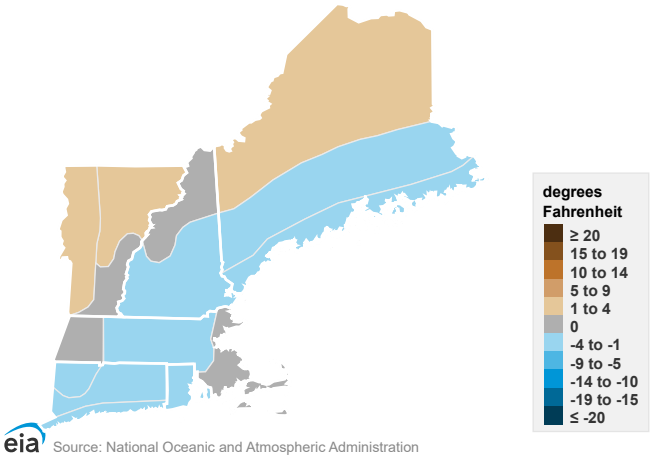 degrees
Fahrenheit
≥ 20
15 to 19
10 to 14
5 to 9
1 to 4
0
-4 to -1
-9 to -5
-14 to -10
-19 to -15
≤ -20
eia
Source: National Oceanic and Atmospheric Administration